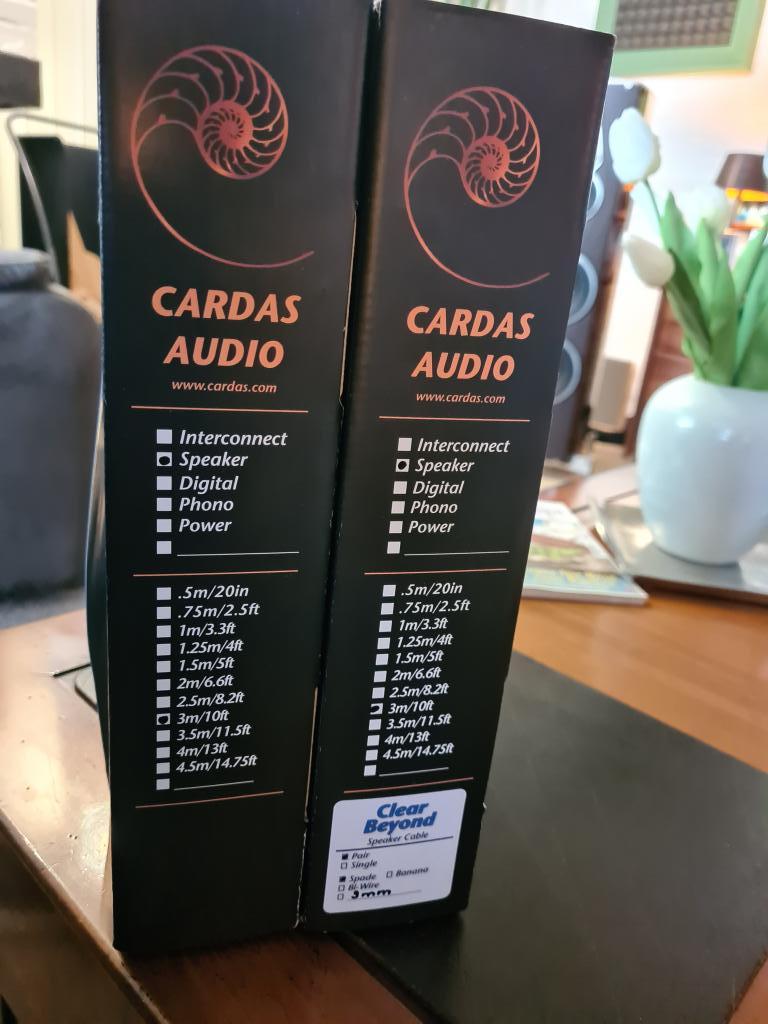 CARDAS
AUDIO
www.cardas.com
Interconnect
Speaker
Digital
Phono
Power
.5m/20in
.75m/2.5ft
1m/3.3ft
1.25m/4ft
1.5m/5ft
2m/6.6ft
2.5m/8.2ft
3m/10ft
3.5m/11.5ft
4m/13ft
4.5m/14.75ft
CARDAS
AUDIO
www.cardas.com
Interconnect
Speaker
Digital
Phono
Power
.5m/20in
.75m/2.5ft
1m/3.3ft
1.25m/4ft
1.5m/5ft
2m/6.6ft
2.5m/8.2ft
3m/10ft
3.5m/11.5ft
4m/13ft
4.5m/14.75ft
Clear
Beyond
Speaker Cable
Pair
Single
Spade Banana
Bi-Wire
9mm